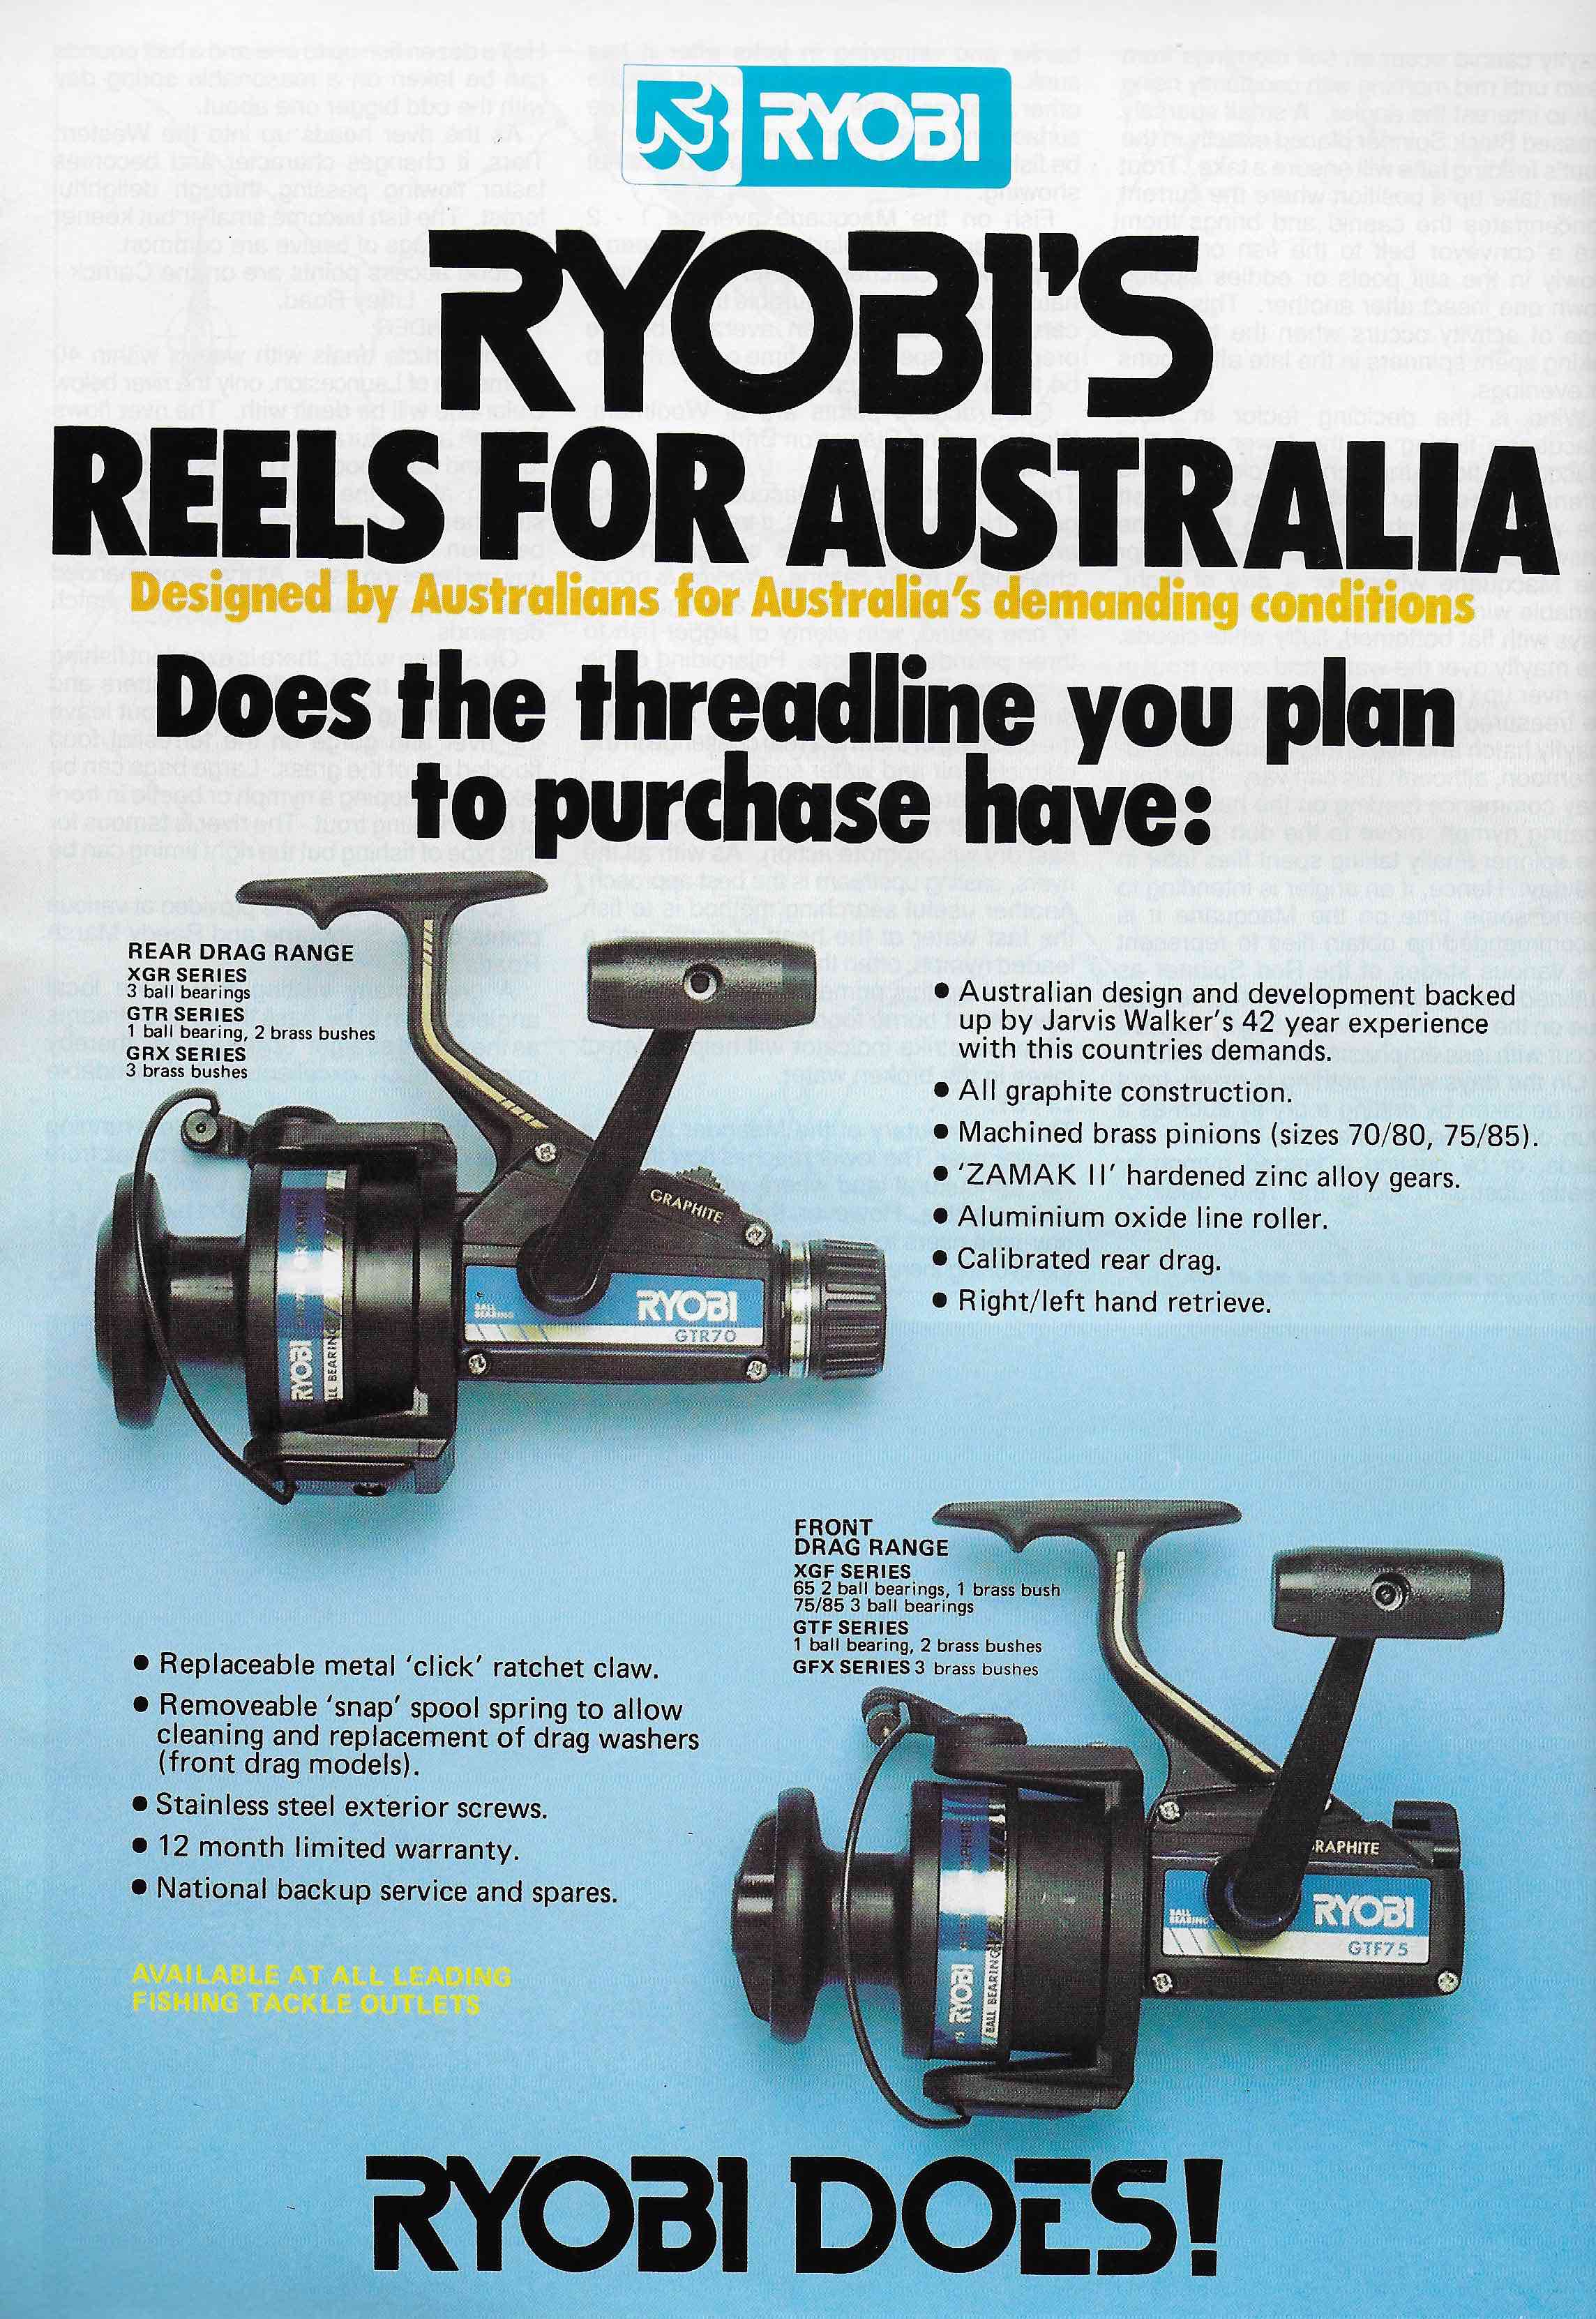 RYOBI
RYOBI'S
REELS FOR AUSTRALIA
Designed by Australians for Australia's demanding conditions
Does the threadline you plan
to purchase have:
REAR DRAG RANGE
XGR SERIES
3 ball bearings
GTR SERIES
1 ball bearing, 2 brass bushes
GRX SERIES
3 brass bushes
● Australian design and development backed
up by Jarvis Walker's 42 year experience
with this countries demands.
● All graphite construction.
● Machined brass pinions (sizes 70/80, 75/85).
● 'ZAMAK II' hardened zinc alloy gears.
● Aluminium oxide line roller.
● Calibrated rear drag.
● Right/left hand retrieve.
GRAPHITE
BALL
BEARING
RYOBI
GTR70
RYOBI
LL BEARING
FRONT
DRAG RANGE
XGF SERIES
65 2 ball bearings, 1 brass bush
75/85 3 ball bearings
GTF SERIES
1 ball bearing, 2 brass bushes
GFX SERIES 3 brass bushes
● Replaceable metal 'click' ratchet claw.
● Removeable 'snap' spool spring to allow
cleaning and replacement of drag washers
(front drag models).
● Stainless steel exterior screws.
● 12 month limited warranty.
● National backup service and spares.
RAPHITE
BALL
BEARING
RYOBI
GTF75
RYOBI
BALL BEARING
AVAILABLE AT ALL LEADING
FISHING TACKLE OUTLETS
RYOBI DOES!